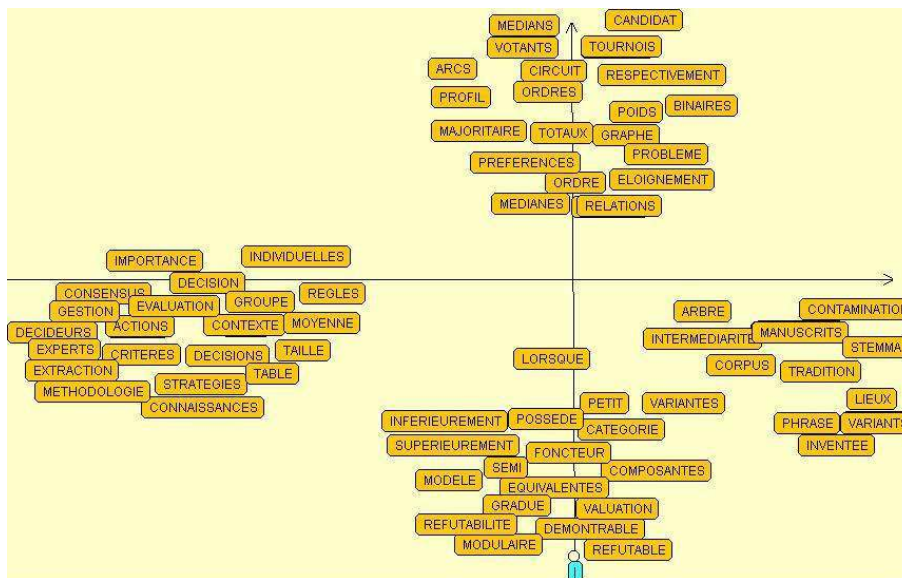 MEDIANS
CANDIDAT
VOTANTS
TOURNOIS
ARCS
CIRCUIT
RESPECTIVEMENT
PROFIL
ORDRES
POIDS
BINAIRES
MAJORITAIRE
TOTAUX
GRAPHE
PREFERENCES
PROBLEME
ORDRE
ELOIGNEMENT
MEDIANES
RELATIONS
IMPORTANCE
INDIVIDUELLES
DECISION
CONSENSUS
GROUPE
REGLES
GESTION
EVALUATION
DECIDEURS
ACTIONS
CONTEXTE
MOYENNE
EXPERTS
CRITERES
DECISIONS
TAILLE
EXTRACTION
TABLE
METHODOLOGIE
STRATEGIES
CONNAISSANCES
ARBRE
CONTAMINATION
INTERMEDIARITE
MANUSCRITS
STEMMA
CORPUS
TRADITION
LIEUX
PHRASE
VARIANTS
INVENTEE
LORSQUE
PETIT
VARIANTES
INFERIEUREMENT
POSSEDE
CATEGORIE
SUPERIEUREMENT
FONCTEUR
SEMI
COMPOSANTES
MODELE
EQUIVALENTES
GRADUE
VALUATION
REFUTABILITE
DEMONTRABLE
MODULAIRE
REFUTABLE